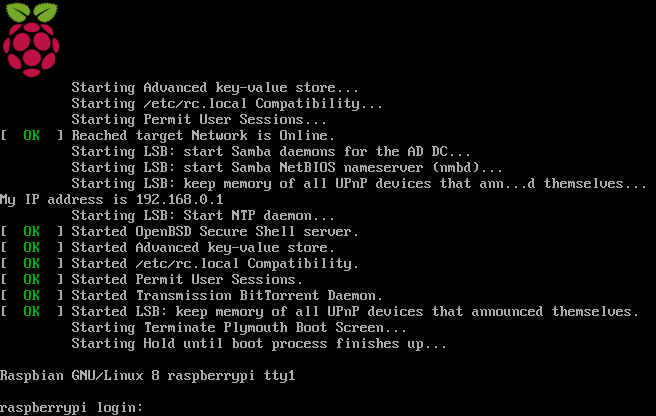 Starting Advanced key-value store...
Starting /etc/rc.local Compatibility...
Starting Permit User Sessions...
[  OK  ] Reached target Network is Online.
Starting LSB: start Samba daemons for the AD DC...
Starting LSB: start Samba NetBIOS nameserver (nmbd)...
Starting LSB: keep memory of all UPnP devices that ann...d themselves...
My IP address is 192.168.0.1
Starting LSB: Start NTP daemon...
[  OK  ] Started OpenBSD Secure Shell server.
[  OK  ] Started Advanced key-value store.
[  OK  ] Started /etc/rc.local Compatibility.
[  OK  ] Started Permit User Sessions.
[  OK  ] Started Transmission BitTorrent Daemon.
[  OK  ] Started LSB: keep memory of all UPnP devices that announced themselves.
Starting Terminate Plymouth Boot Screen...
Starting Hold until boot process finishes up...
Raspbian GNU/Linux 8 raspberrypi tty1
raspberrypi login: